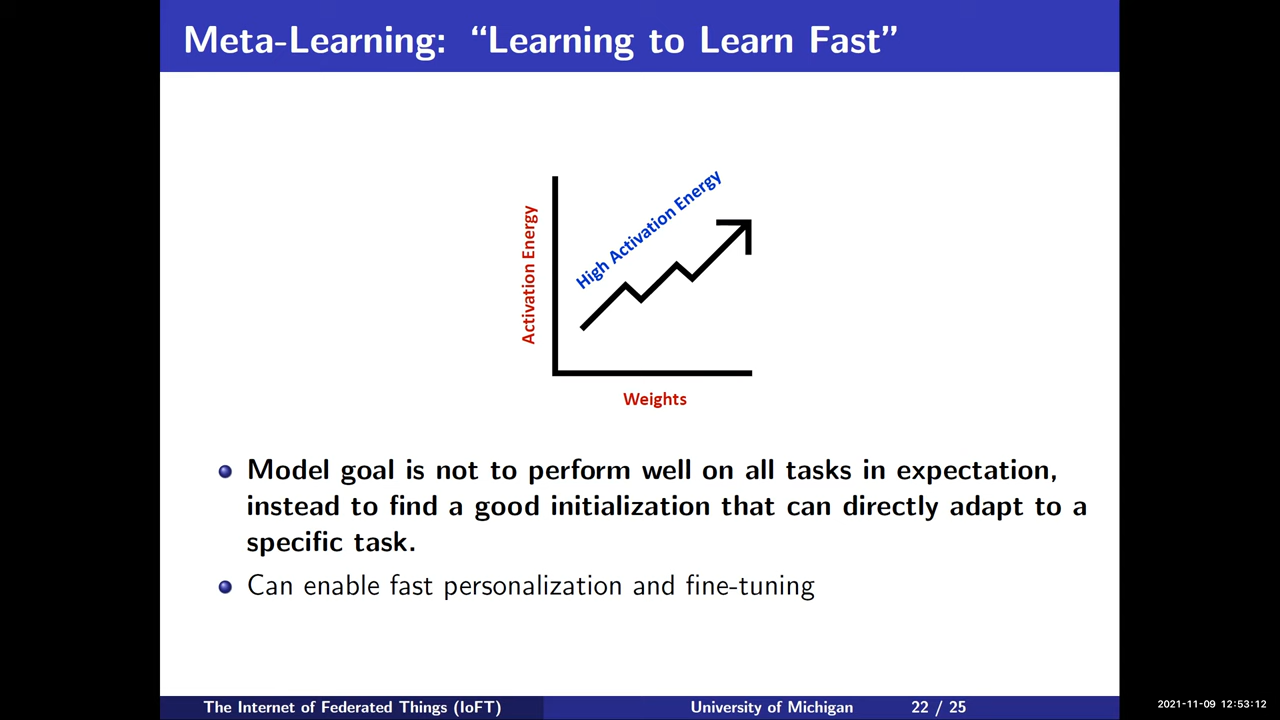 Meta-Learning: “Learning to Learn Fast”
High Activation Energy
Activation Energy
Weights
Model goal is not to perform well on all tasks in expectation,
instead to find a good initialization that can directly adapt to a
specific task.
Can enable fast personalization and fine-tuning
The Internet of Federated Things (IoFT)
University of Michigan
22 / 25
2021-11-09 12:53:12